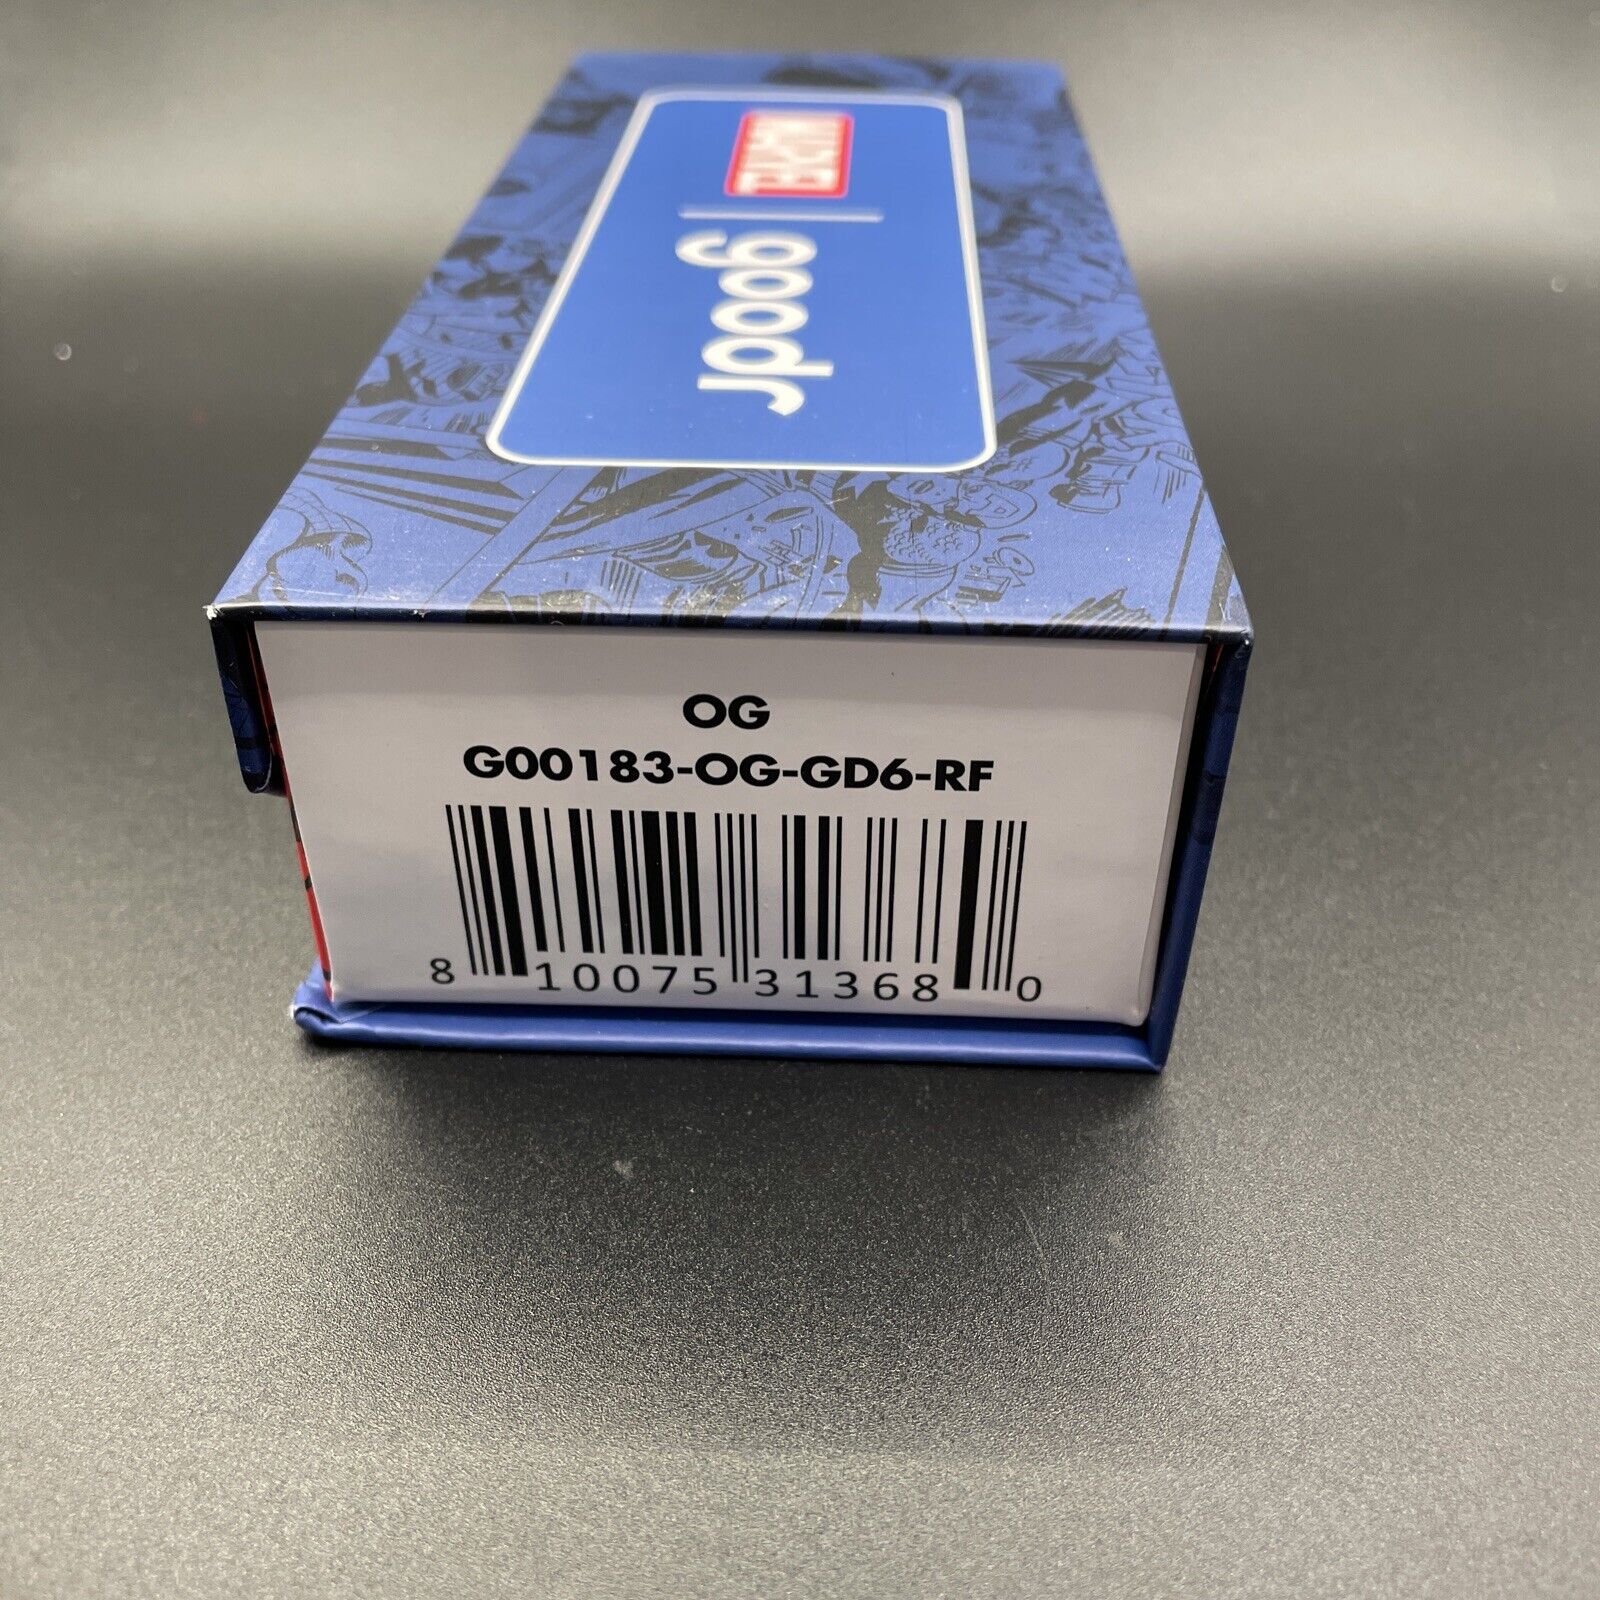 MARVEL
goodr
OG
G00183-OG-GD6-RF
8 10075 31368 0